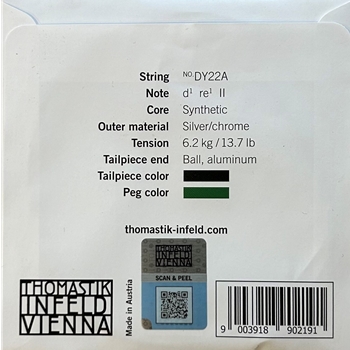 String NO.DY22A
Note d¹ re¹ II
Core Synthetic
Outer material Silver/chrome
Tension 6.2 kg / 13.7 lb
Tailpiece end Ball, aluminum
Tailpiece color
Peg color
thomastik-infeld.com
SCAN & PEEL
THOMASTIK
INFELD
VIENNA
Made in Austria
9 003918 902191